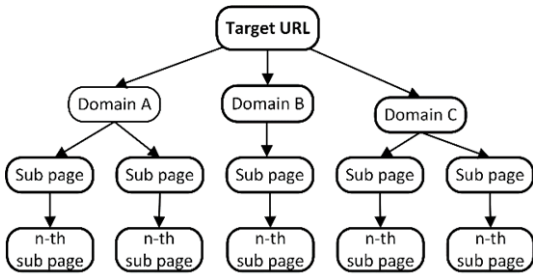 Target URL
Domain A
Domain B
Domain C
Sub page
Sub page
Sub page
Sub page
Sub page
n-th
sub page
n-th
sub page
n-th
sub page
n-th
sub page
n-th
sub page